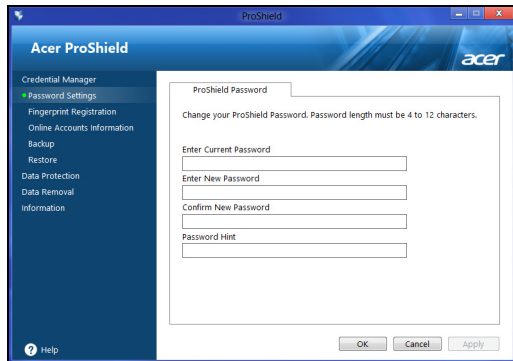 ProShield
Acer ProShield
acer
Credential Manager
Password Settings
Fingerprint Registration
Online Accounts Information
Backup
Restore
Data Protection
Data Removal
Information
Help
ProShield Password
Change your ProShield Password. Password length must be 4 to 12 characters.
Enter Current Password
Enter New Password
Confirm New Password
Password Hint
OK
Cancel
Apply